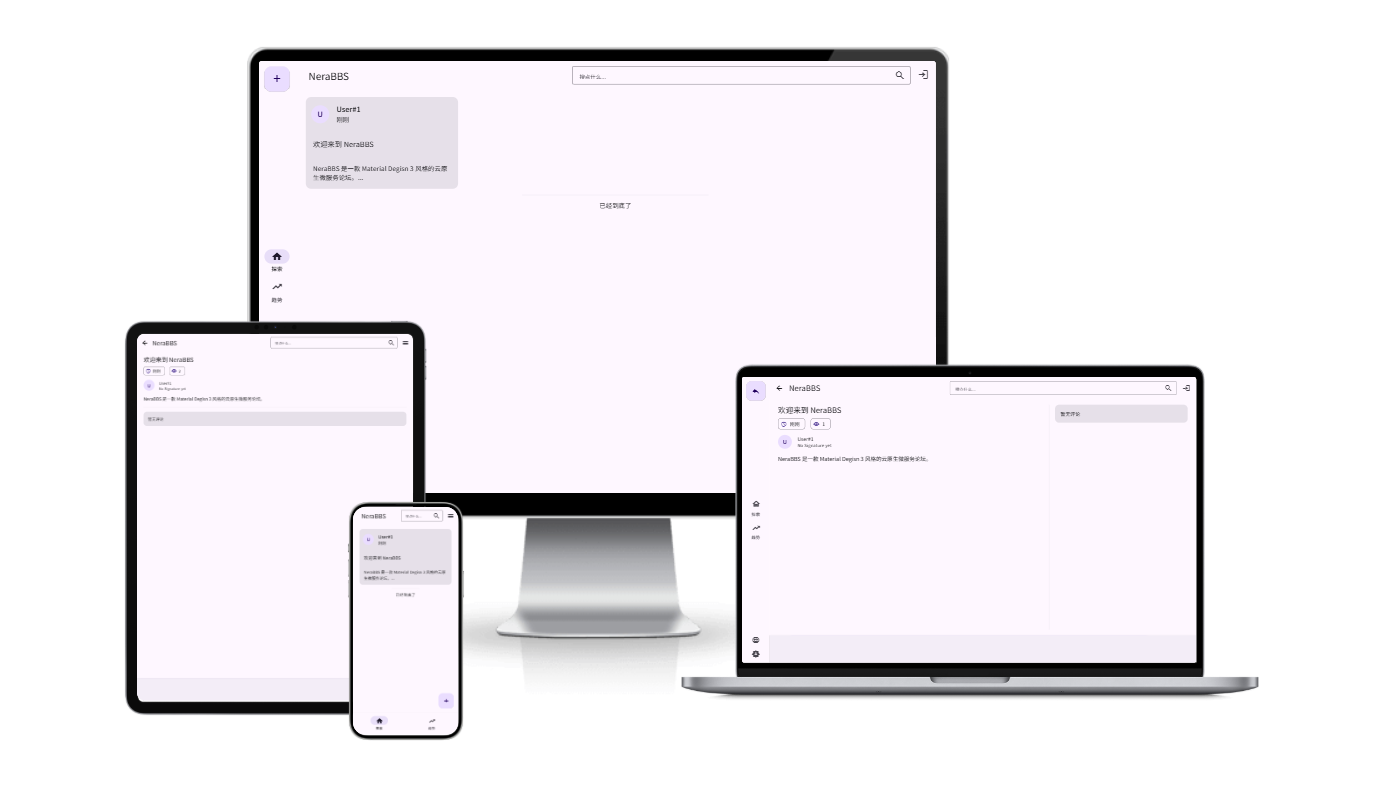 NeraBBS
搜点什么...
U
User#1
刚刚
欢迎来到 NeraBBS
NeraBBS 是一款 Material Degisn 3 风格的云原
生微服务论坛。...
已经到底了
探索
趋势
NeraBBS
搜点什么...
欢迎来到 NeraBBS
刚刚
U
User#1
No Signature yet
NeraBBS 是一款 Material Degisn 3 风格的云原生微服务论坛。
暂无评论
NeraBBS
搜点什么...
U
User#1
刚刚
欢迎来到 NeraBBS
NeraBBS 是一款 Material Degisn 3 风格的云原
生微服务论坛。...
已经到底了
探索
趋势
NeraBBS
搜点什么...
欢迎来到 NeraBBS
刚刚
1
U
User#1
No Signature yet
NeraBBS 是一款 Material Degisn 3 风格的云原生微服务论坛。
暂无评论
探索
趋势